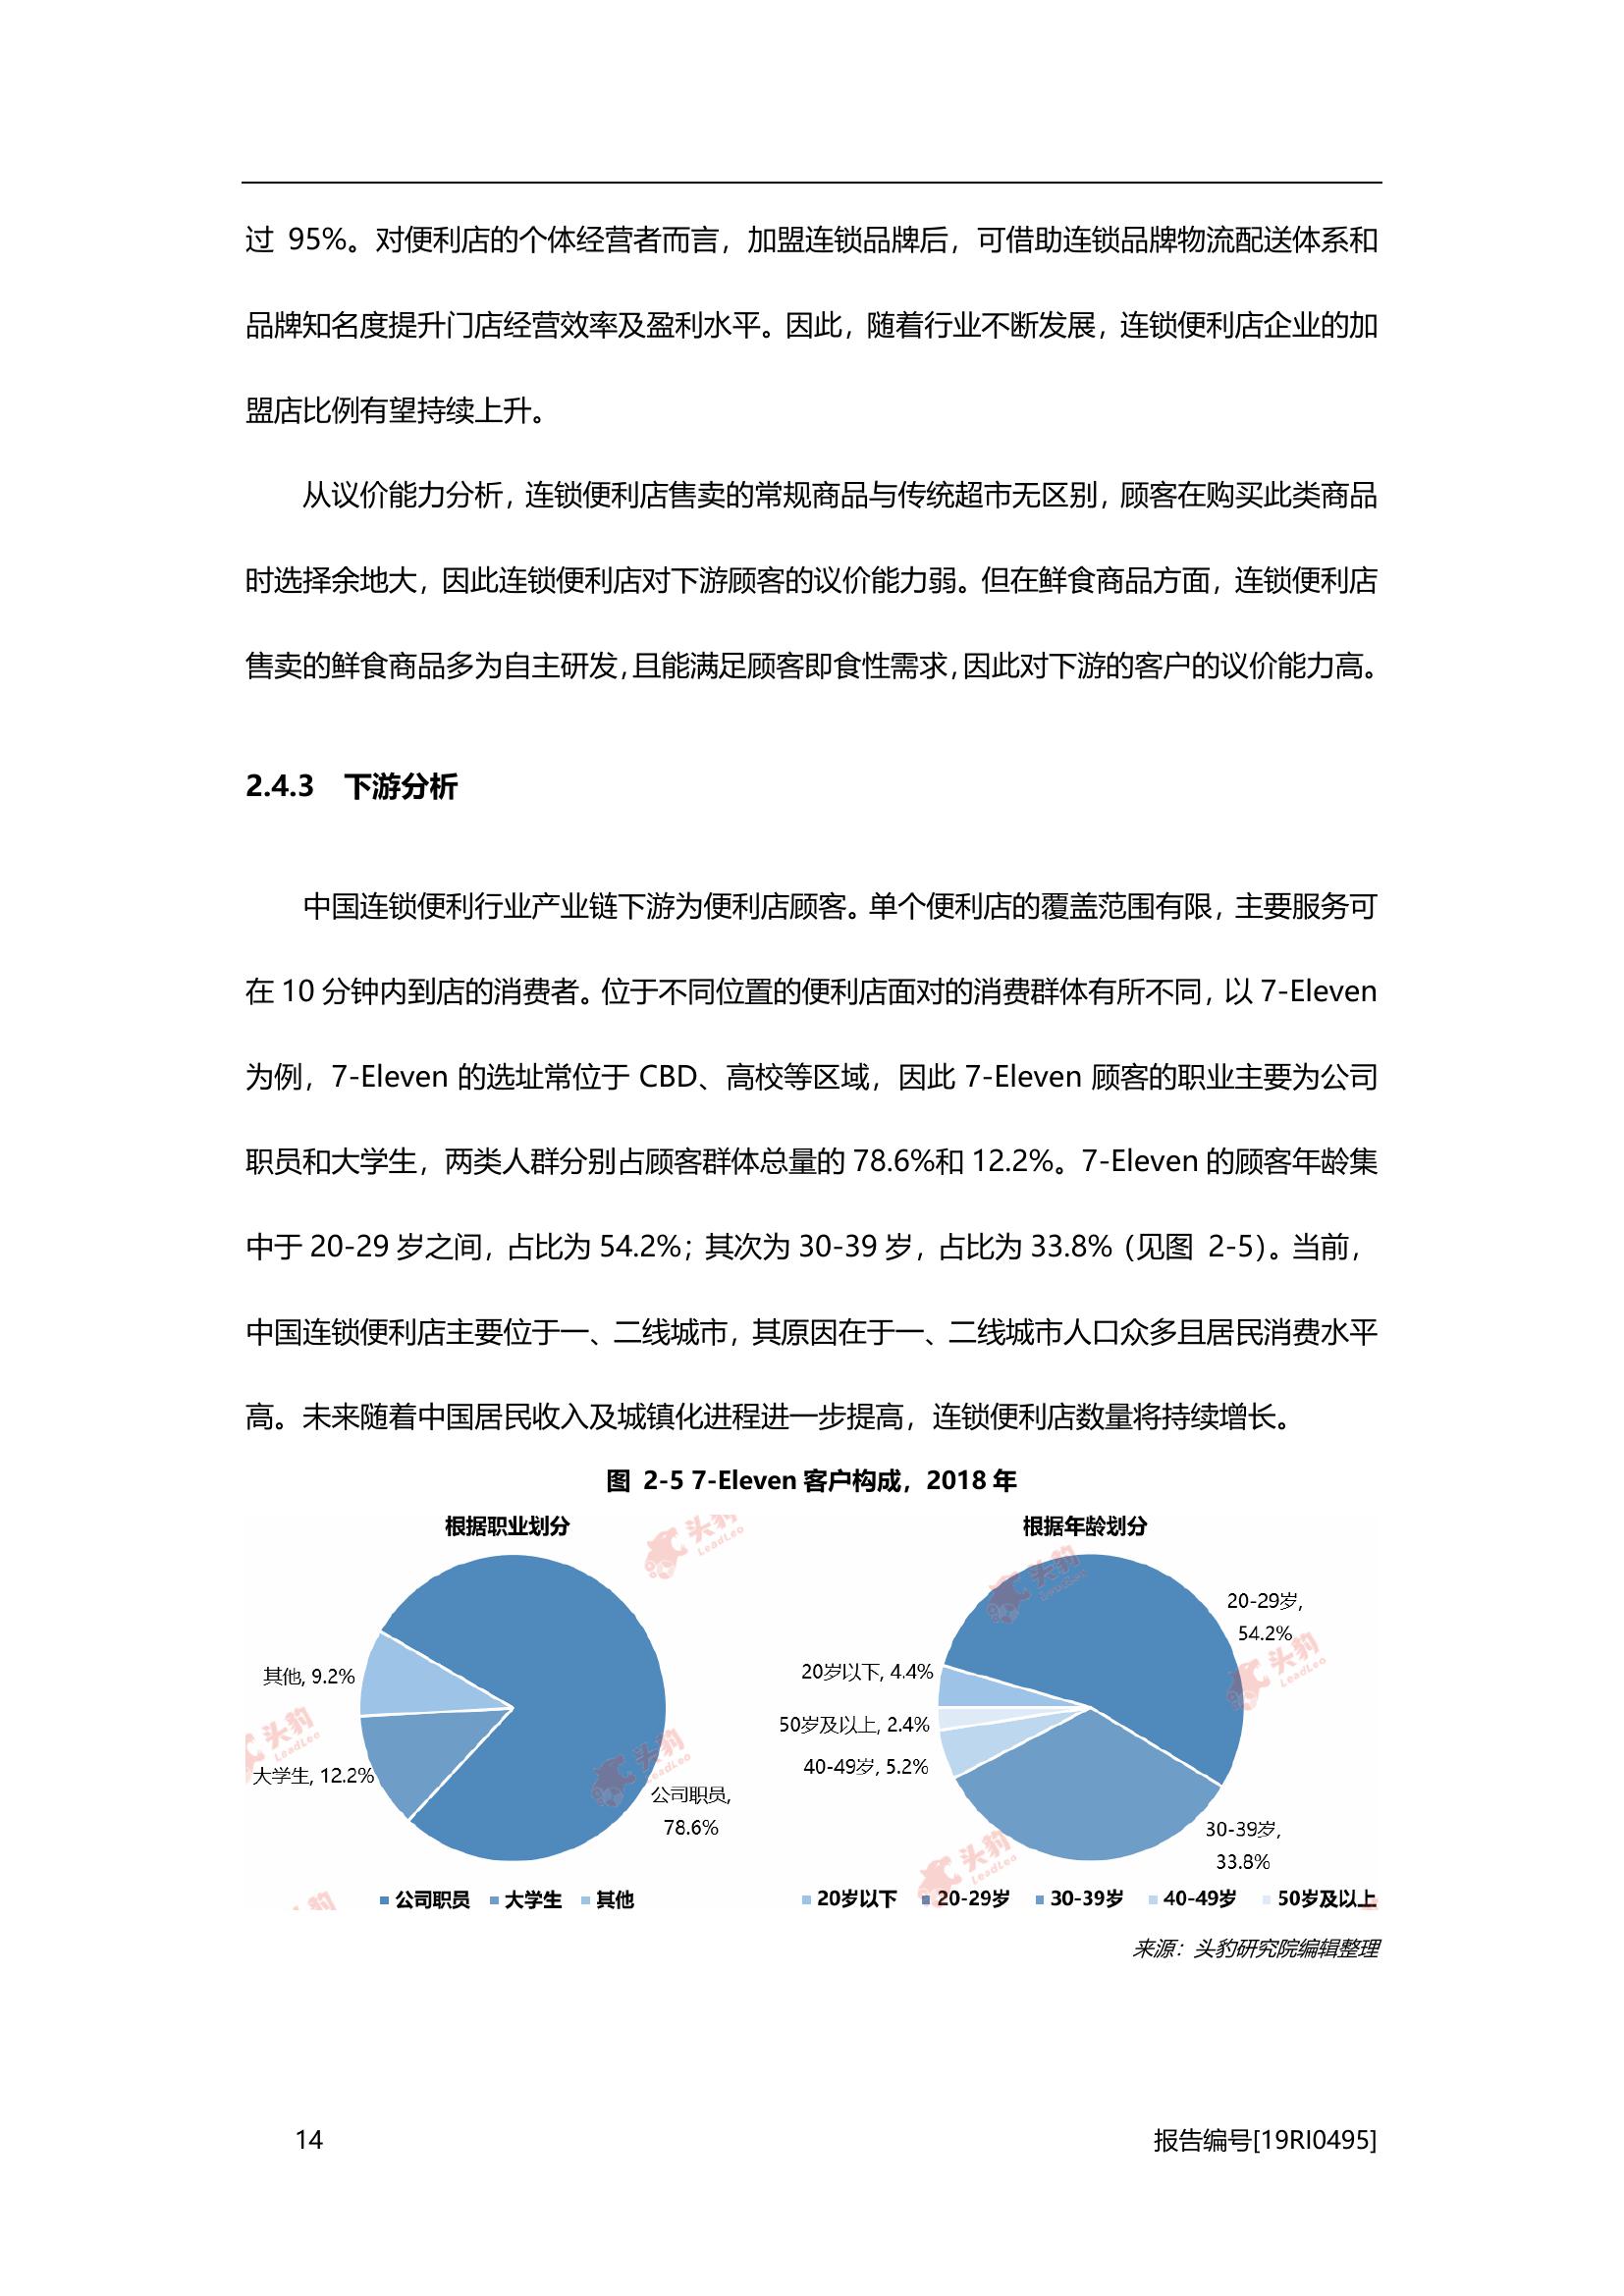 过 95%。对便利店的个体经营者而言，加盟连锁品牌后，可借助连锁品牌物流配送体系和
品牌知名度提升门店经营效率及盈利水平。因此，随着行业不断发展，连锁便利店企业的加
盟店比例有望持续上升。
从议价能力分析，连锁便利店售卖的常规商品与传统超市无区别，顾客在购买此类商品
时选择余地大，因此连锁便利店对下游顾客的议价能力弱。但在鲜食商品方面，连锁便利店
售卖的鲜食商品多为自主研发，且能满足顾客即食性需求，因此对下游的客户的议价能力高。
2.4.3 下游分析
中国连锁便利行业产业链下游为便利店顾客。单个便利店的覆盖范围有限，主要服务可
在 10 分钟内到店的消费者。位于不同位置的便利店面对的消费群体有所不同，以 7-Eleven
为例，7-Eleven 的选址常位于 CBD、高校等区域，因此 7-Eleven 顾客的职业主要为公司
职员和大学生，两类人群分别占顾客群体总量的 78.6%和 12.2%。7-Eleven 的顾客年龄集
中于 20-29 岁之间，占比为 54.2%；其次为 30-39 岁，占比为 33.8%（见图 2-5）。当前，
中国连锁便利店主要位于一、二线城市，其原因在于一、二线城市人口众多且居民消费水平
高。未来随着中国居民收入及城镇化进程进一步提高，连锁便利店数量将持续增长。
图 2-5 7-Eleven 客户构成，2018 年
根据职业划分
其他, 9.2%
大学生, 12.2%
公司职员,
78.6%
公司职员 大学生 其他
根据年龄划分
20-29岁,
54.2%
20岁以下, 4.4%
50岁及以上, 2.4%
40-49岁, 5.2%
30-39岁,
33.8%
20岁以下 20-29岁 30-39岁 40-49岁 50岁及以上
头豹
LeadLeo
头豹
LeadLeo
头豹
LeadLeo
头豹
LeadLeo
头豹
LeadLeo
头豹
LeadLeo
头豹
来源：头豹研究院编辑整理
14
报告编号[19RI0495]